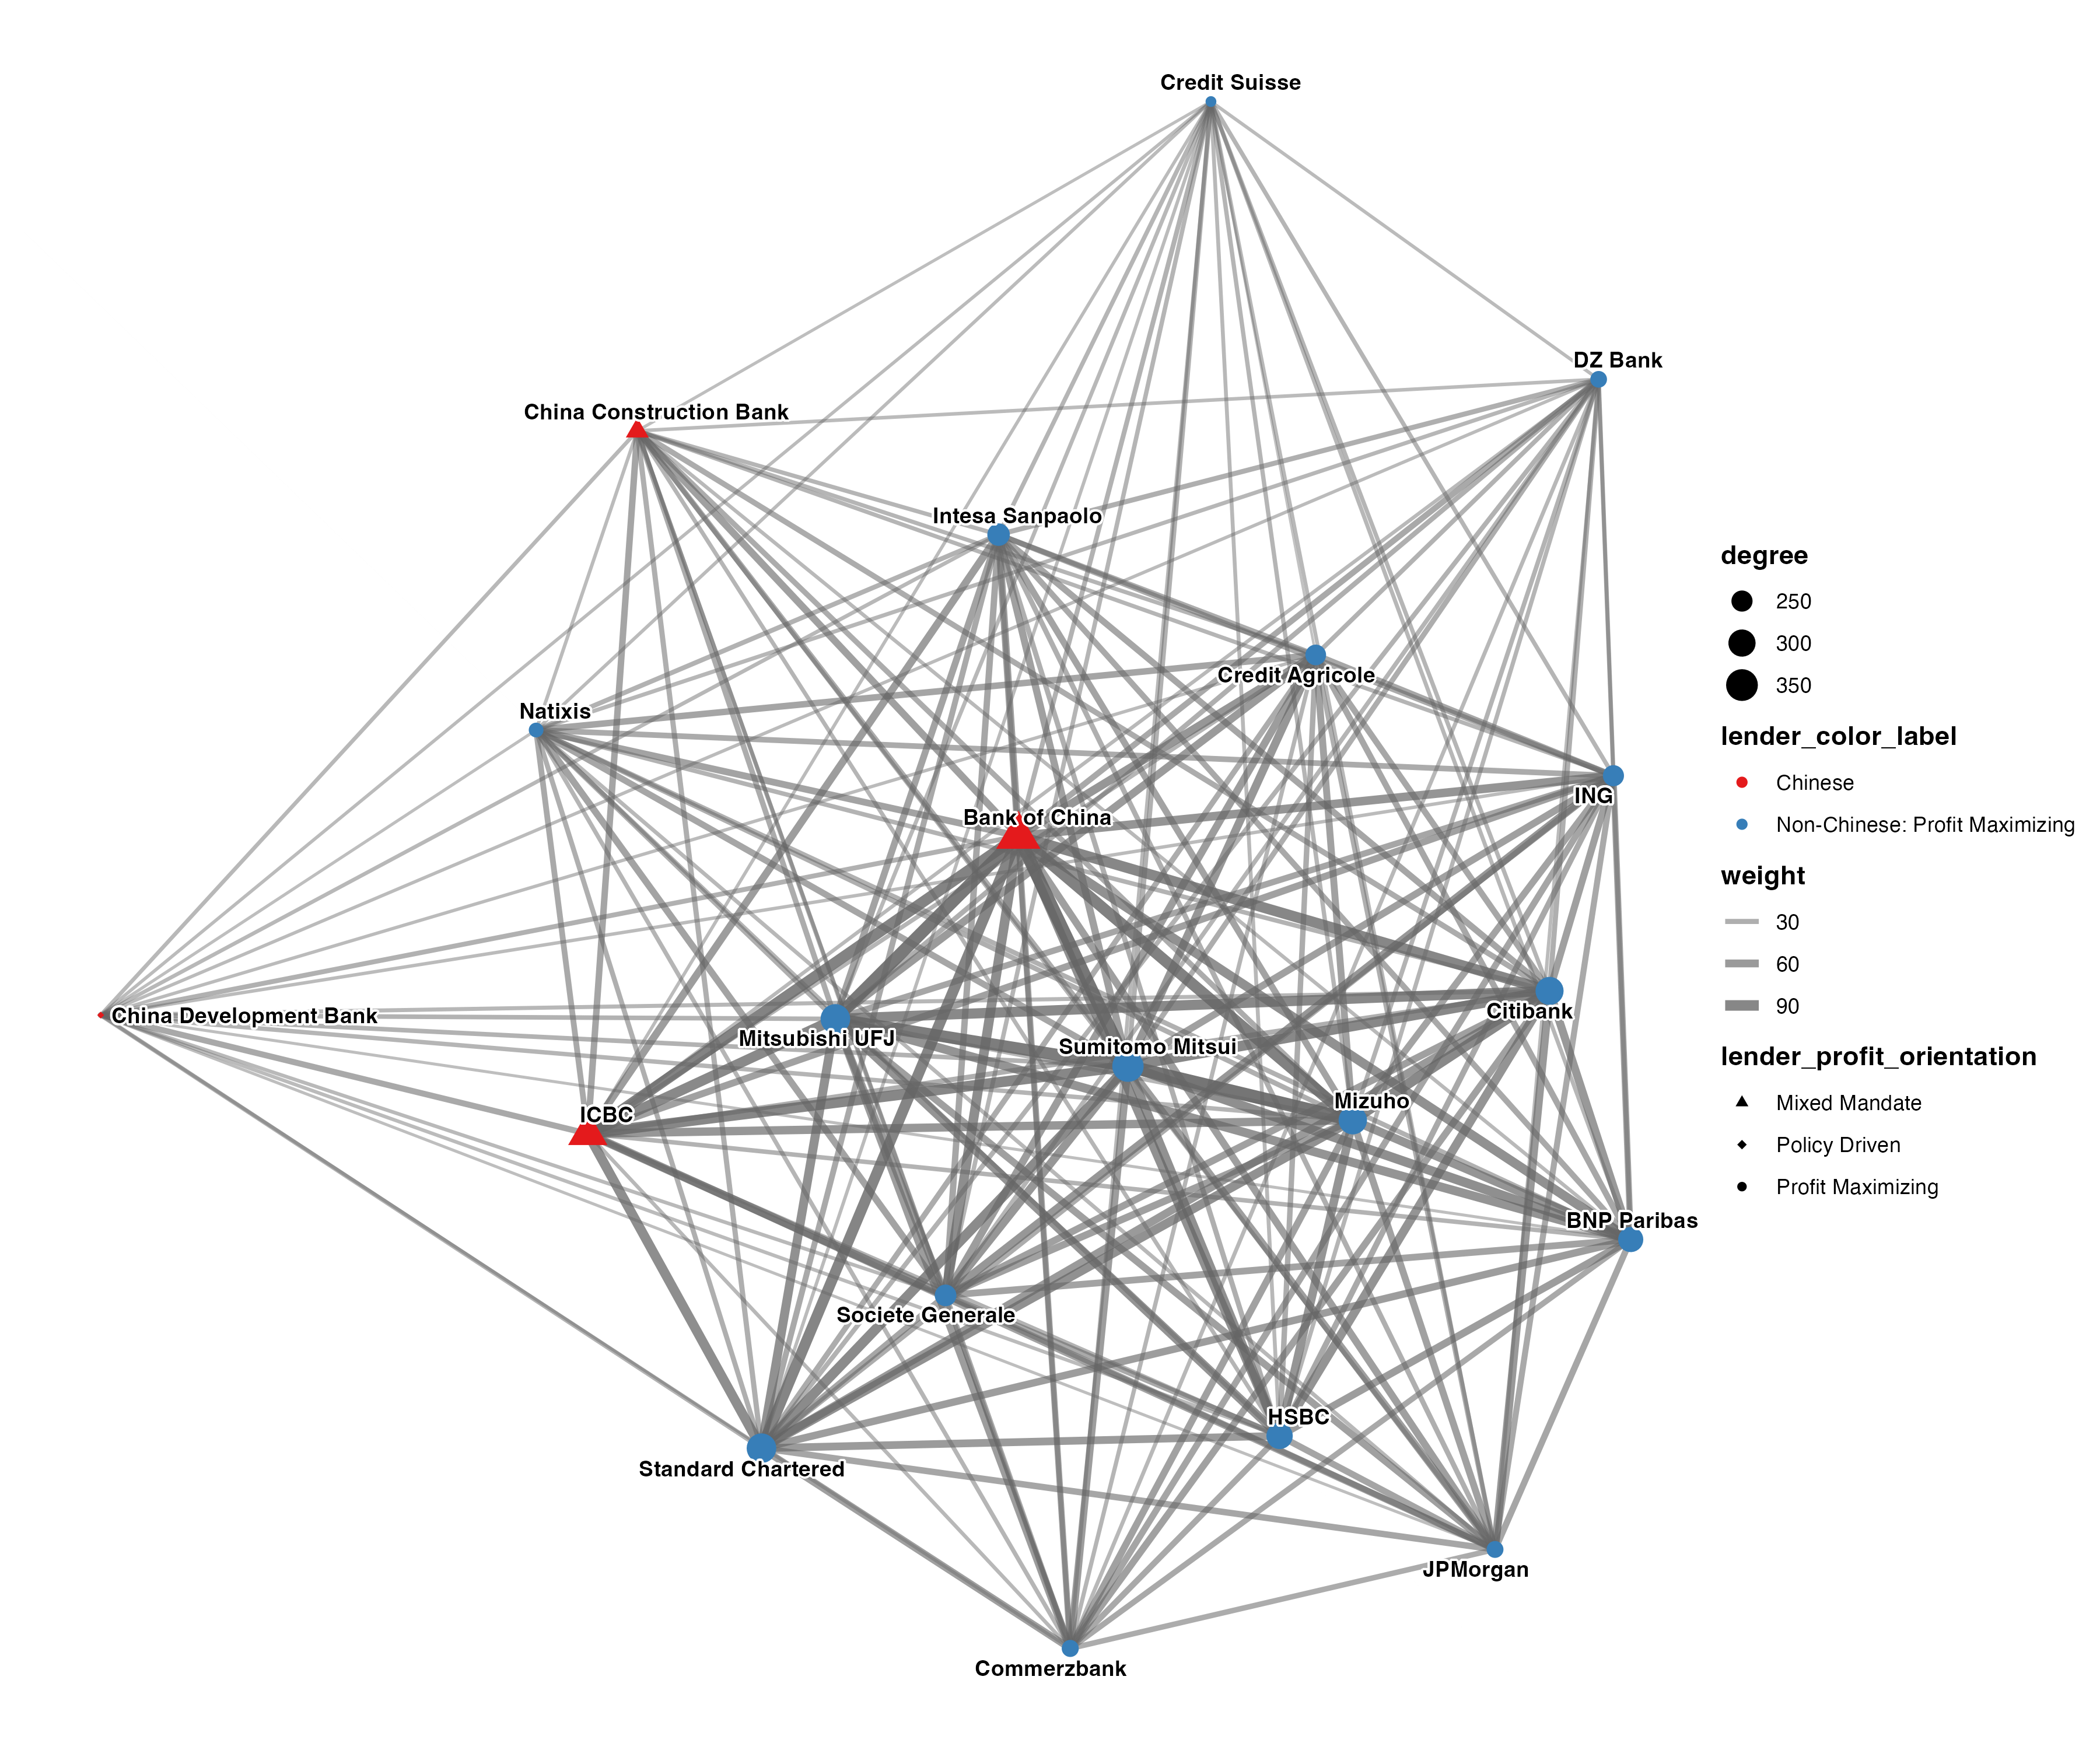 Credit Suisse
DZ Bank
China Construction Bank
Intesa Sanpaolo
Credit Agricole
Natixis
ING
Bank of China
Citibank
China Development Bank
Mitsubishi UFJ
Sumitomo Mitsui
Mizuho
ICBC
BNP Paribas
Societe Generale
HSBC
Standard Chartered
JPMorgan
Commerzbank
degree
250
300
350
lender_color_label
Chinese
Non-Chinese: Profit Maximizing
weight
30
60
90
lender_profit_orientation
Mixed Mandate
Policy Driven
Profit Maximizing